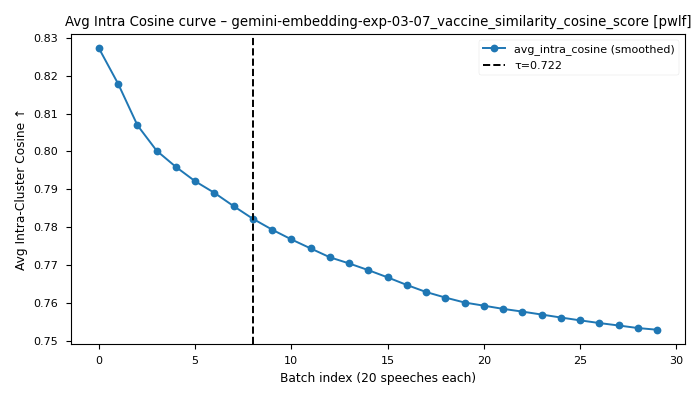 Avg Intra Cosine curve – gemini-embedding-exp-03-07_vaccine_similarity_cosine_score [pwlf]
avg_intra_cosine (smoothed)
τ=0.722
Avg Intra-Cluster Cosine ↑
0.83
0.82
0.81
0.80
0.79
0.78
0.77
0.76
0.75
0 5 10 15 20 25 30
Batch index (20 speeches each)